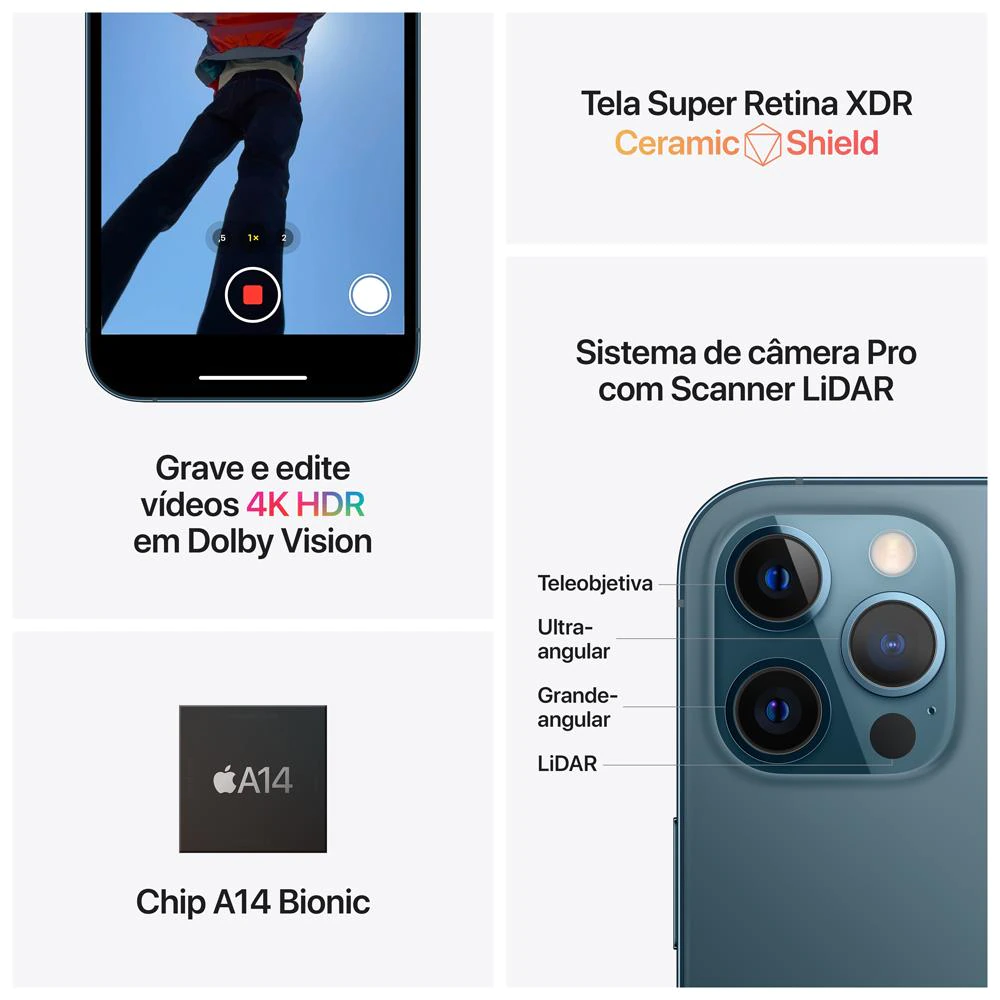 ,5 1× 2
Grave e edite
vídeos 4K HDR
em Dolby Vision
A14
Chip A14 Bionic
Tela Super Retina XDR
Ceramic Shield
Sistema de câmera Pro
com Scanner LiDAR
Teleobjetiva
Ultra-
angular
Grande-
angular
LiDAR